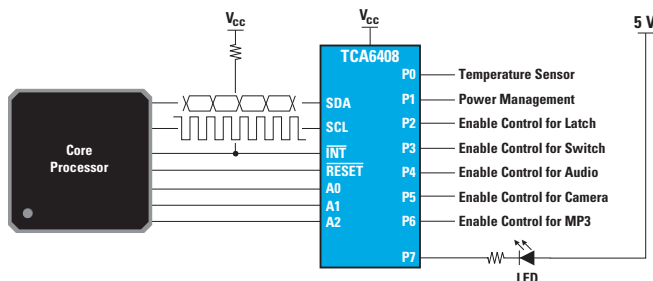 Vcc
Vcc
5 V
TCA6408
Core
Processor
SDA
SCL
INT
RESET
A0
A1
A2
P0
P1
P2
P3
P4
P5
P6
P7
Temperature Sensor
Power Management
Enable Control for Latch
Enable Control for Switch
Enable Control for Audio
Enable Control for Camera
Enable Control for MP3
LED